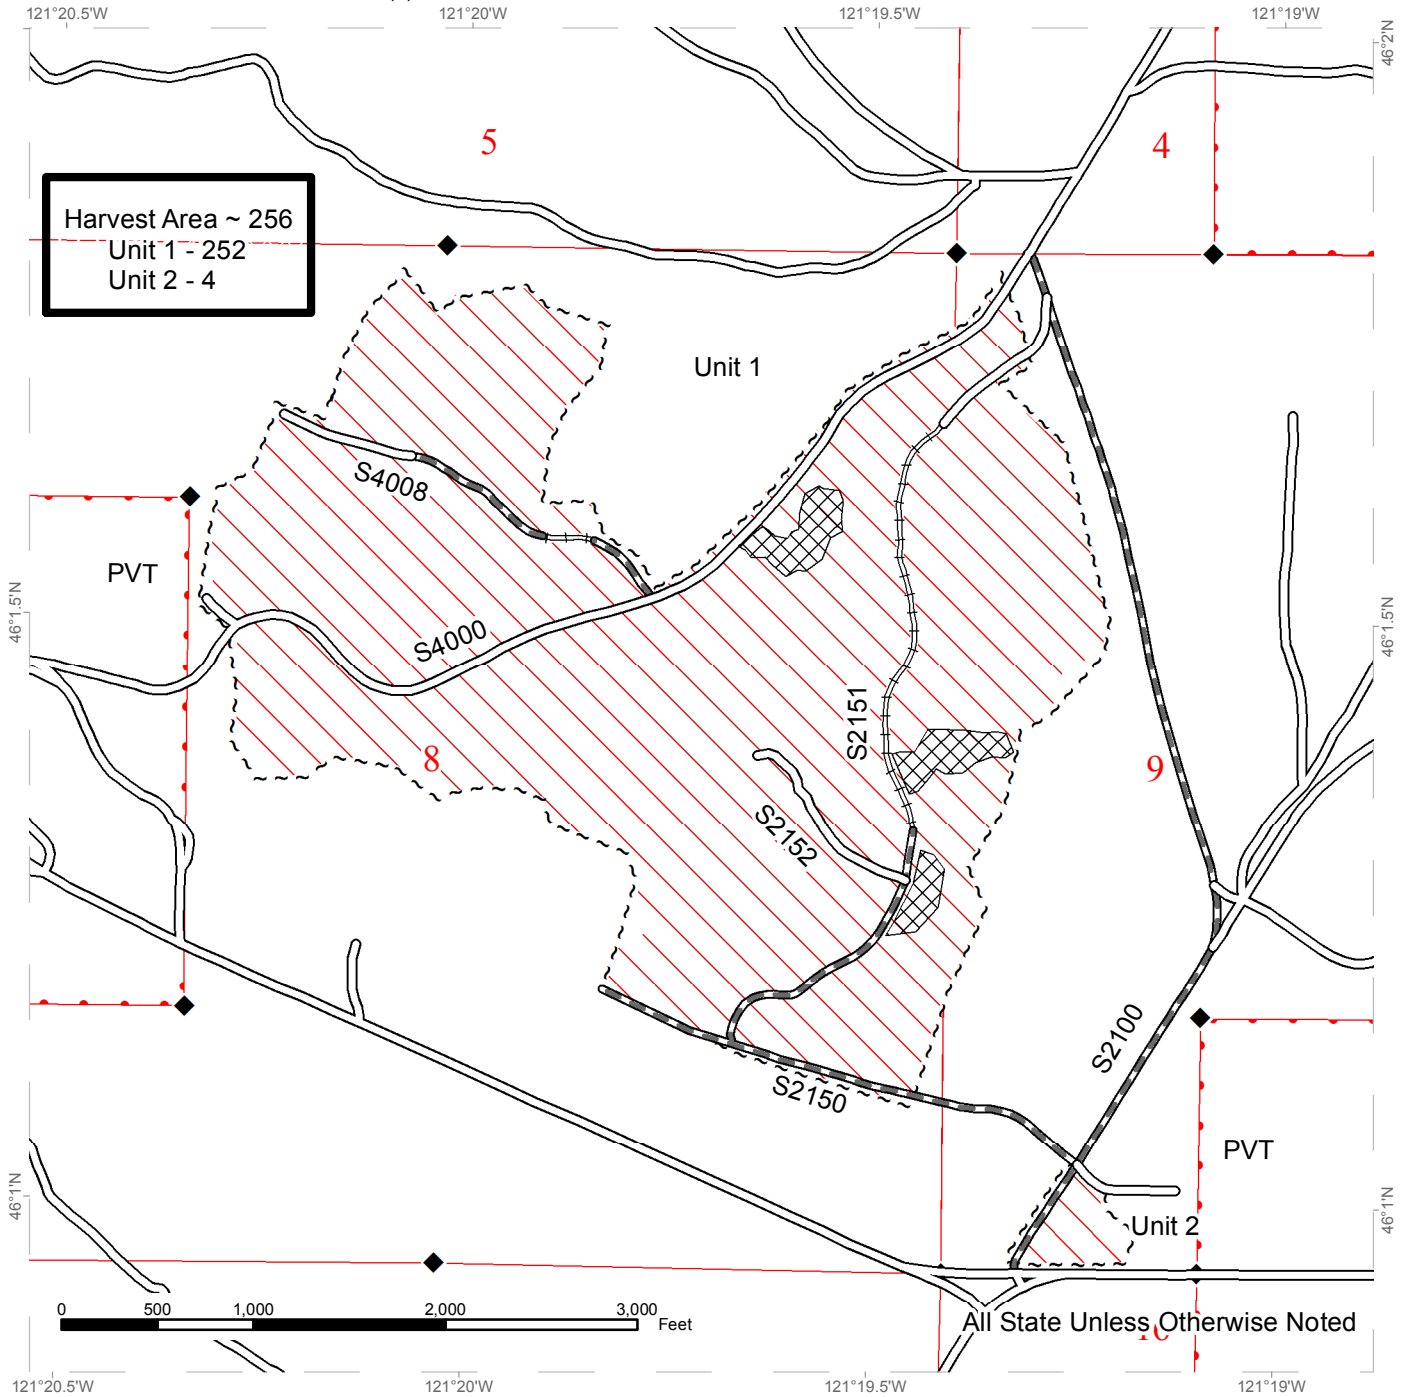 121°20.5'W
121°20'W
121°19.5'W
121°19'W
46°2'N
5
4
Harvest Area ~ 256
Unit 1 - 252
Unit 2 - 4
Unit 1
S4008
PVT
46°1.5'N
46°1.5'N
S4000
S2151
8
9
S2152
S2100
S2150
PVT
46°1'N
46°1'N
Unit 2
0
500
1,000
2,000
3,000
Feet
All State Unless Otherwise Noted
121°20.5'W
121°20'W
121°19.5'W
121°19'W